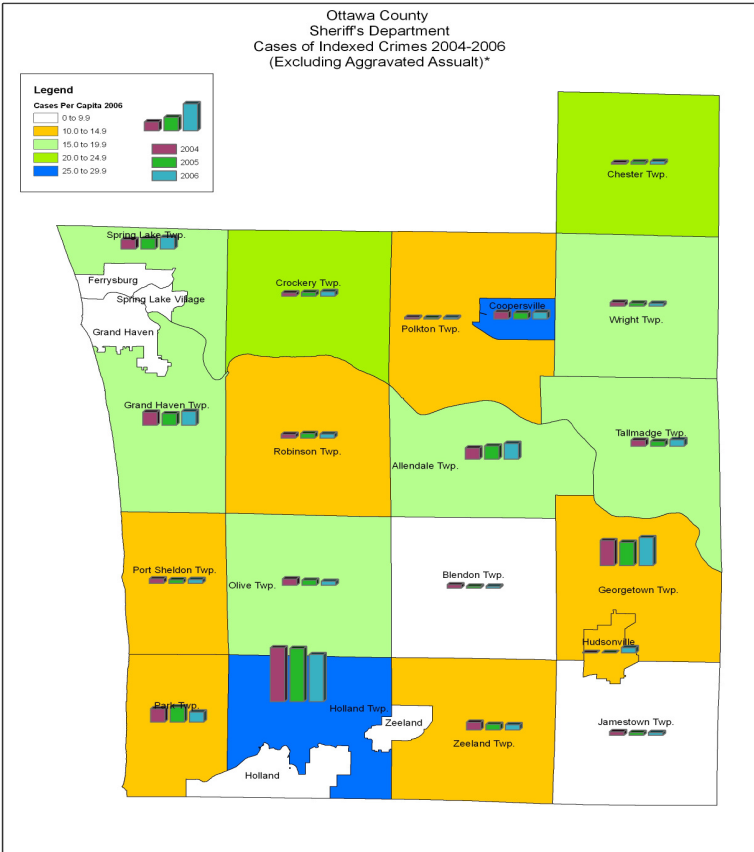 Ottawa County
Sheriff's Department
Cases of Indexed Crimes 2004-2006
(Excluding Aggravated Assualt)*
Legend
Cases Per Capita 2006
0 to 9.9
10.0 to 14.9
15.0 to 19.9
20.0 to 24.9
25.0 to 29.9
2004
2005
2006
Chester Twp.
Spring Lake Twp.
Ferrysburg
Spring Lake Village
Grand Haven
Crockery Twp.
Coopersville
Polkton Twp.
Wright Twp.
Grand Haven Twp.
Robinson Twp.
Allendale Twp.
Tallmadge Twp.
Port Sheldon Twp.
Olive Twp.
Blendon Twp.
Georgetown Twp.
Hudsonville
Park Twp.
Holland Twp.
Zeeland
Zeeland Twp.
Jamestown Twp.
Holland